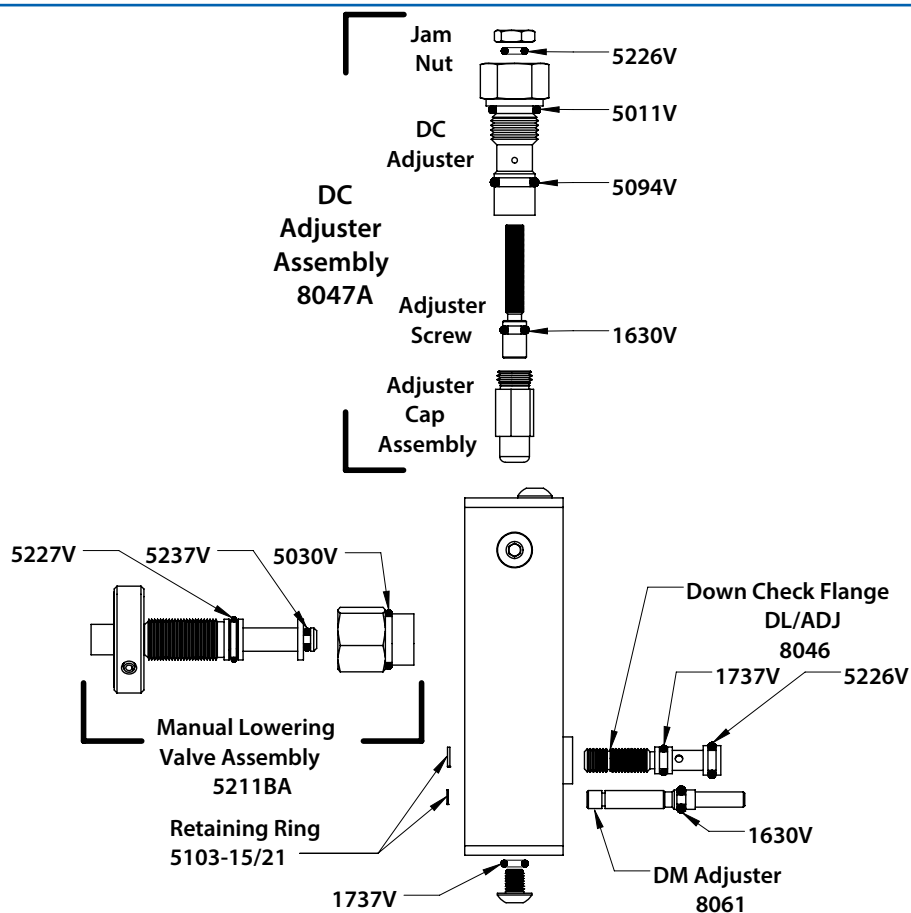 Jam
Nut
5226V
5011V
DC
Adjuster
5094V
DC
Adjuster
Assembly
8047A
Adjuster
Screw
1630V
Adjuster
Cap
Assembly
5227V
5237V
5030V
Down Check Flange
DL/ADJ
8046
1737V
5226V
Manual Lowering
Valve Assembly
5211BA
Retaining Ring
5103-15/21
1630V
1737V
DM Adjuster
8061